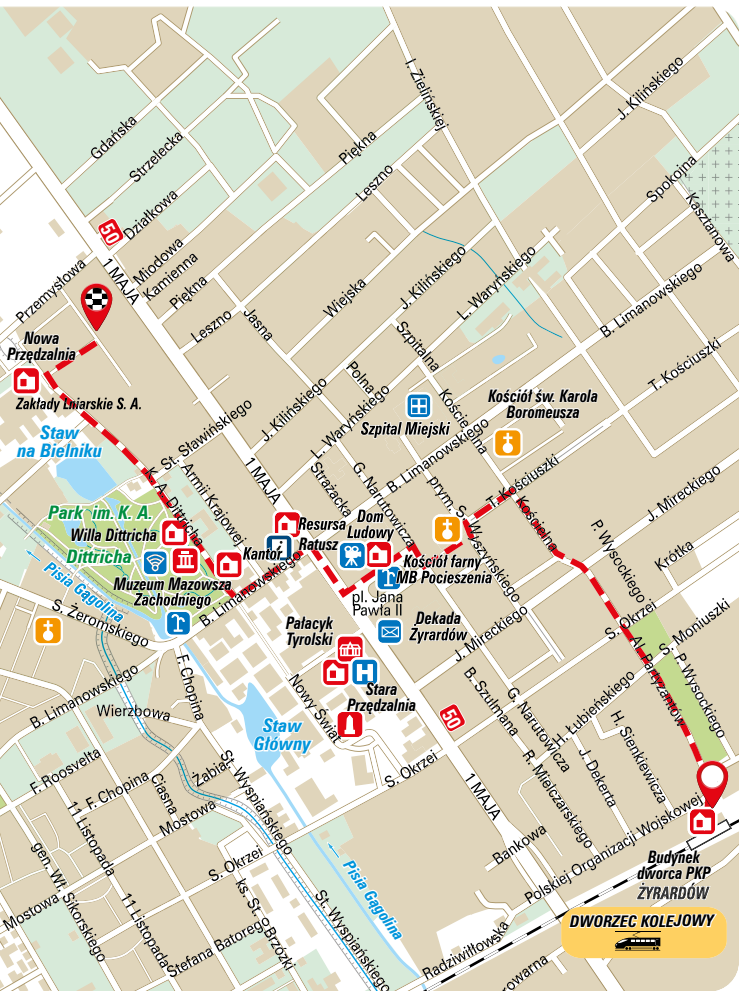 I. Zielińskiej
J. Kilińskiego
Gdańska
Strzelecka
Piękna
Leszno
Spokojna
Kasztanowa
Działkowa
50
Miodowa
Kamienna
1 MAJA
Przemysłowa
Piękna
Leszno
Jasna
Wiejska
J. Kilińskiego
L. Waryńskiego
B. Limanowskiego
T. Kościuszki
Nowa
Przędzalnia
Zakłady Lniarskie S. A.
Szpitalna
Polna
Kościelna
Szpital Miejski
Kościół św. Karola
Boromeusza
Staw
na Bielniku
K. St. Sławińskiego
J. Kilińskiego
L. Waryńskiego
B. Limanowskiego
1 MAJA
Strażacka
G. Narutowicza
prym. S. Wyszyńskiego
T. Kościuszki
Kościelna
J. Mireckiego
Armii Krajowej
K. A. Dittricha
Park im. K. A.
Dittricha
Willa Dittricha
Resursa
Ratusz
Dom
Ludowy
Kantor
Kościół farny
MB Pocieszenia
P. Wysockiego
Krótka
Muzeum Mazowsza
Zachodniego
Pisia Gągolina
B. Limanowskiego
pl. Jana
Pawła II
S. Żeromskiego
Pałacyk
Tyrolski
Dekada
Żyrardów
J. Mireckiego
S. Okrzei
S. Moniuszki
Al. Partyzantów
P. Wysockiego
Stara
Przędzalnia
B. Limanowskiego
F. Chopina
Wierzbowa
Nowy Świat
Staw
Główny
B. Szulmana
G. Narutowicza
H. Łubieńskiego
H. Sienkiewicza
J. Dekerta
R. Mielczarskiego
50
S. Okrzei
1 MAJA
F. Roosvelta
F. Chopina
Żabia
St. Wyspiańskiego
Ciasna
Mostowa
11 Listopada
gen. Wł. Sikorskiego
S. Okrzei
Bankowa
Polskiej Organizacji Wojskowej
Budynek
dworca PKP
ŻYRARDÓW
DWORZEC KOLEJOWY
Pisia Gągolina
Mostowa
11 Listopada
ks. St. Brzózki
St. Wyspiańskiego
Stefana Batorego
Radziwiłłowska